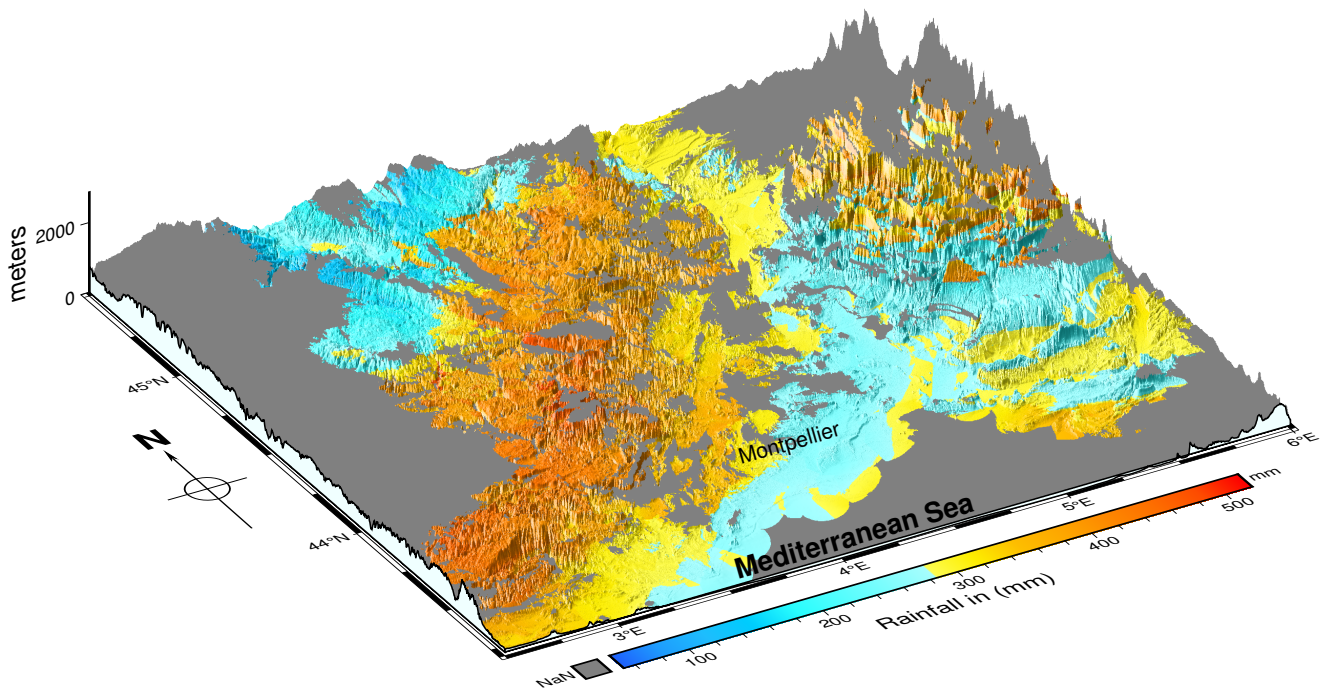 meters
2000
0
45°N
N
44°N
Montpellier
Mediterranean Sea
3°E
4°E
5°E
6°E
NaN
100
200
300
400
500
mm
Rainfall in (mm)